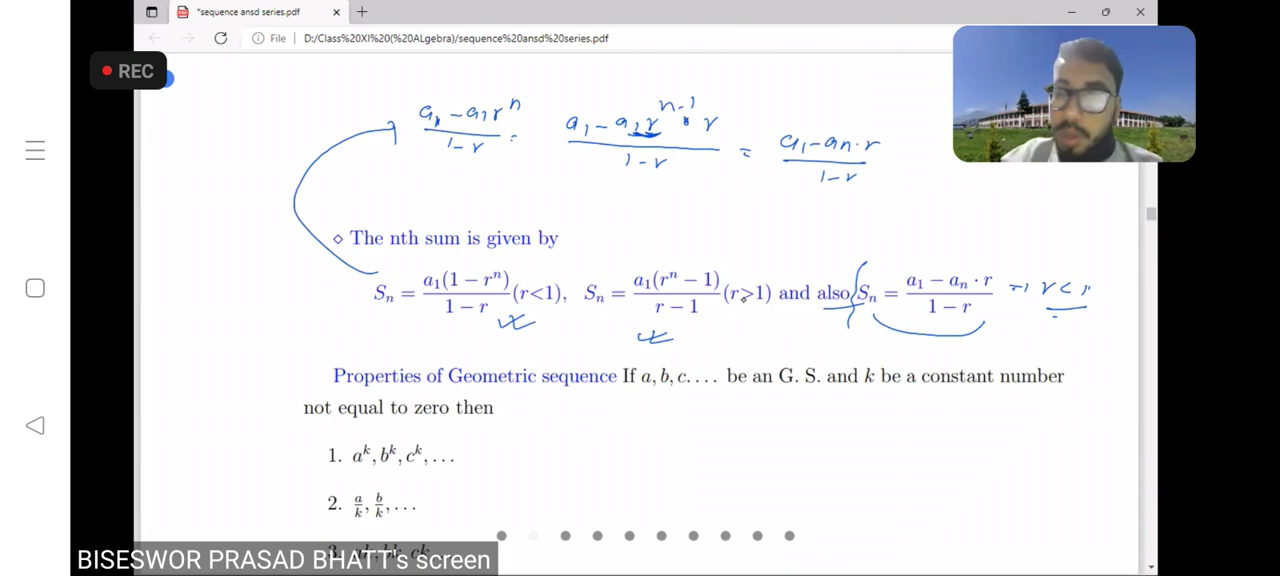 *sequence ansd series.pdf
File | D:/Class%20XI%20(%20ALgebra)/sequence%20ansd%20series.pdf
REC
a₁ − a₁rⁿ / 1 − r = a₁ − a₁rⁿ⁻¹ · r / 1 − r = a₁ − aₙ · r / 1 − r
◇ The nth sum is given by
Sₙ = a₁(1 − rⁿ) / 1 − r (r<1), Sₙ = a₁(rⁿ − 1) / r − 1 (r>1) and also Sₙ = a₁ − aₙ · r / 1 − r
Properties of Geometric sequence If a, b, c.... be an G. S. and k be a constant number
not equal to zero then
1. aᵏ, bᵏ, cᵏ, ...
2. a/k, b/k, ...
BISESWOR PRASAD BHATT's screen